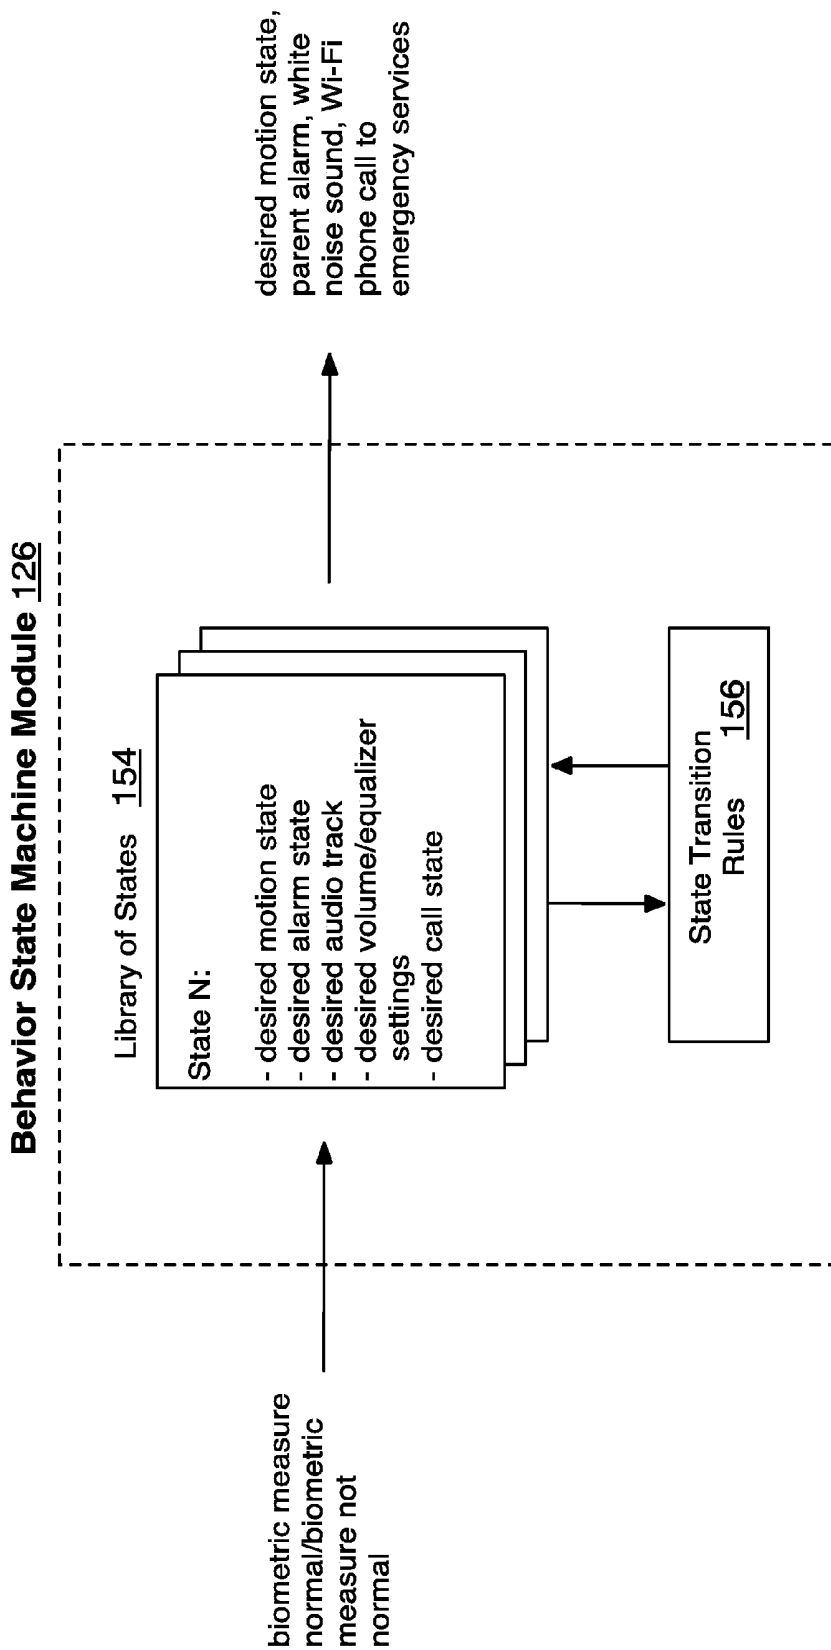 Behavior State Machine Module 126
biometric measure
normal/biometric
measure not
normal
Library of States 154
State N:
- desired motion state
- desired alarm state
- desired audio track
- desired volume/equalizer
settings
- desired call state
State Transition
Rules 156
desired motion state,
parent alarm, white
noise sound, Wi-Fi
phone call to
emergency services